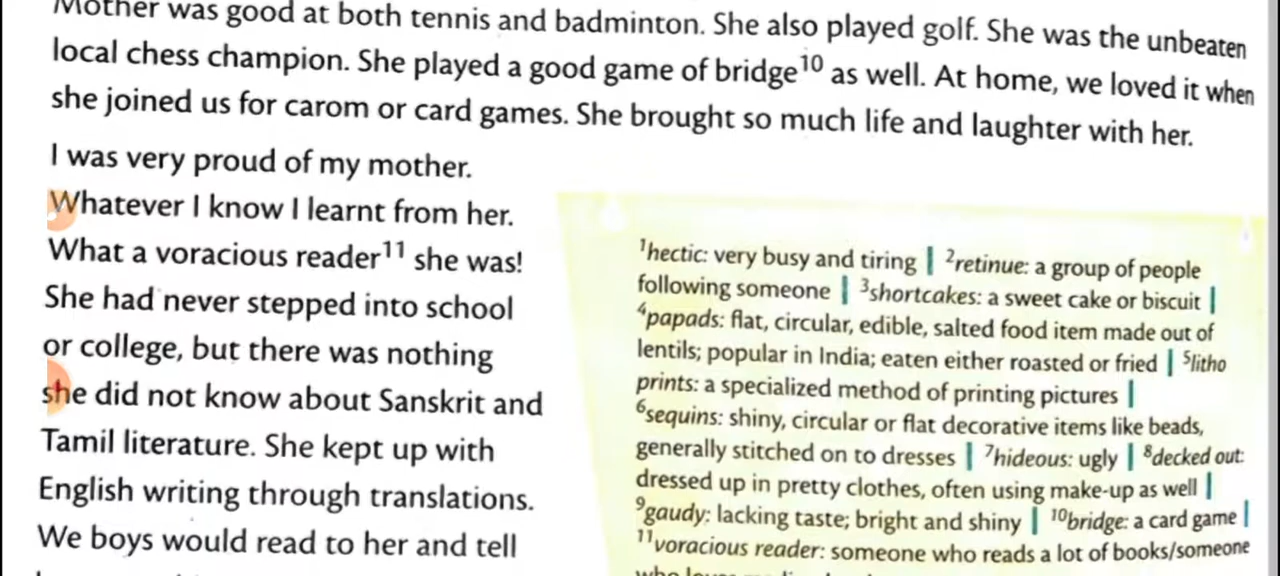 Mother was good at both tennis and badminton. She also played golf. She was the unbeaten
local chess champion. She played a good game of bridge¹⁰ as well. At home, we loved it when
she joined us for carom or card games. She brought so much life and laughter with her.
I was very proud of my mother.
Whatever I know I learnt from her.
What a voracious reader¹¹ she was!
She had never stepped into school
or college, but there was nothing
she did not know about Sanskrit and
Tamil literature. She kept up with
English writing through translations.
We boys would read to her and tell
¹hectic: very busy and tiring | ²retinue: a group of people
following someone | ³shortcakes: a sweet cake or biscuit |
⁴papads: flat, circular, edible, salted food item made out of
lentils; popular in India; eaten either roasted or fried | ⁵litho
prints: a specialized method of printing pictures |
⁶sequins: shiny, circular or flat decorative items like beads,
generally stitched on to dresses | ⁷hideous: ugly | ⁸decked out:
dressed up in pretty clothes, often using make-up as well |
⁹gaudy: lacking taste; bright and shiny | ¹⁰bridge: a card game |
¹¹voracious reader: someone who reads a lot of books/someone